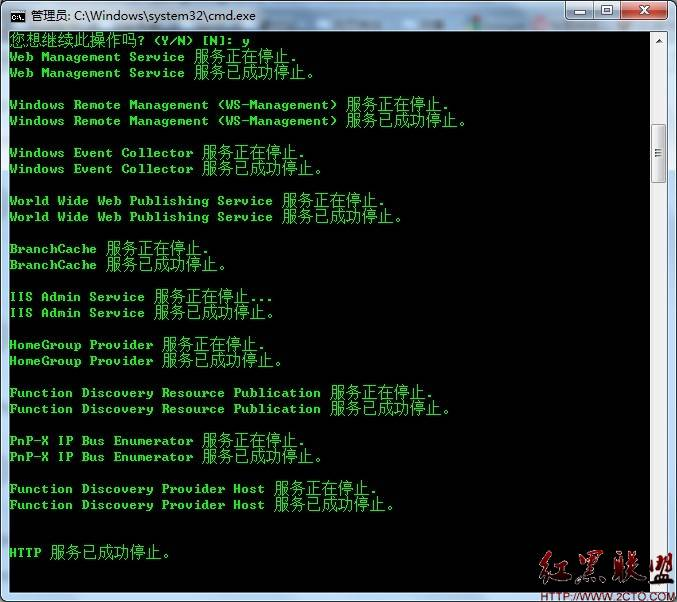 管理员: C:\Windows\system32\cmd.exe
您想继续此操作吗? (Y/N) [N]: y
Web Management Service 服务正在停止.
Web Management Service 服务已成功停止。
Windows Remote Management (WS-Management) 服务正在停止.
Windows Remote Management (WS-Management) 服务已成功停止。
Windows Event Collector 服务正在停止.
Windows Event Collector 服务已成功停止。
World Wide Web Publishing Service 服务正在停止.
World Wide Web Publishing Service 服务已成功停止。
BranchCache 服务正在停止.
BranchCache 服务已成功停止。
IIS Admin Service 服务正在停止...
IIS Admin Service 服务已成功停止。
HomeGroup Provider 服务正在停止.
HomeGroup Provider 服务已成功停止。
Function Discovery Resource Publication 服务正在停止.
Function Discovery Resource Publication 服务已成功停止。
PnP-X IP Bus Enumerator 服务正在停止.
PnP-X IP Bus Enumerator 服务已成功停止。
Function Discovery Provider Host 服务正在停止.
Function Discovery Provider Host 服务已成功停止。
HTTP 服务已成功停止。
红黑联盟
HTTP://WWW.2CTO.COM